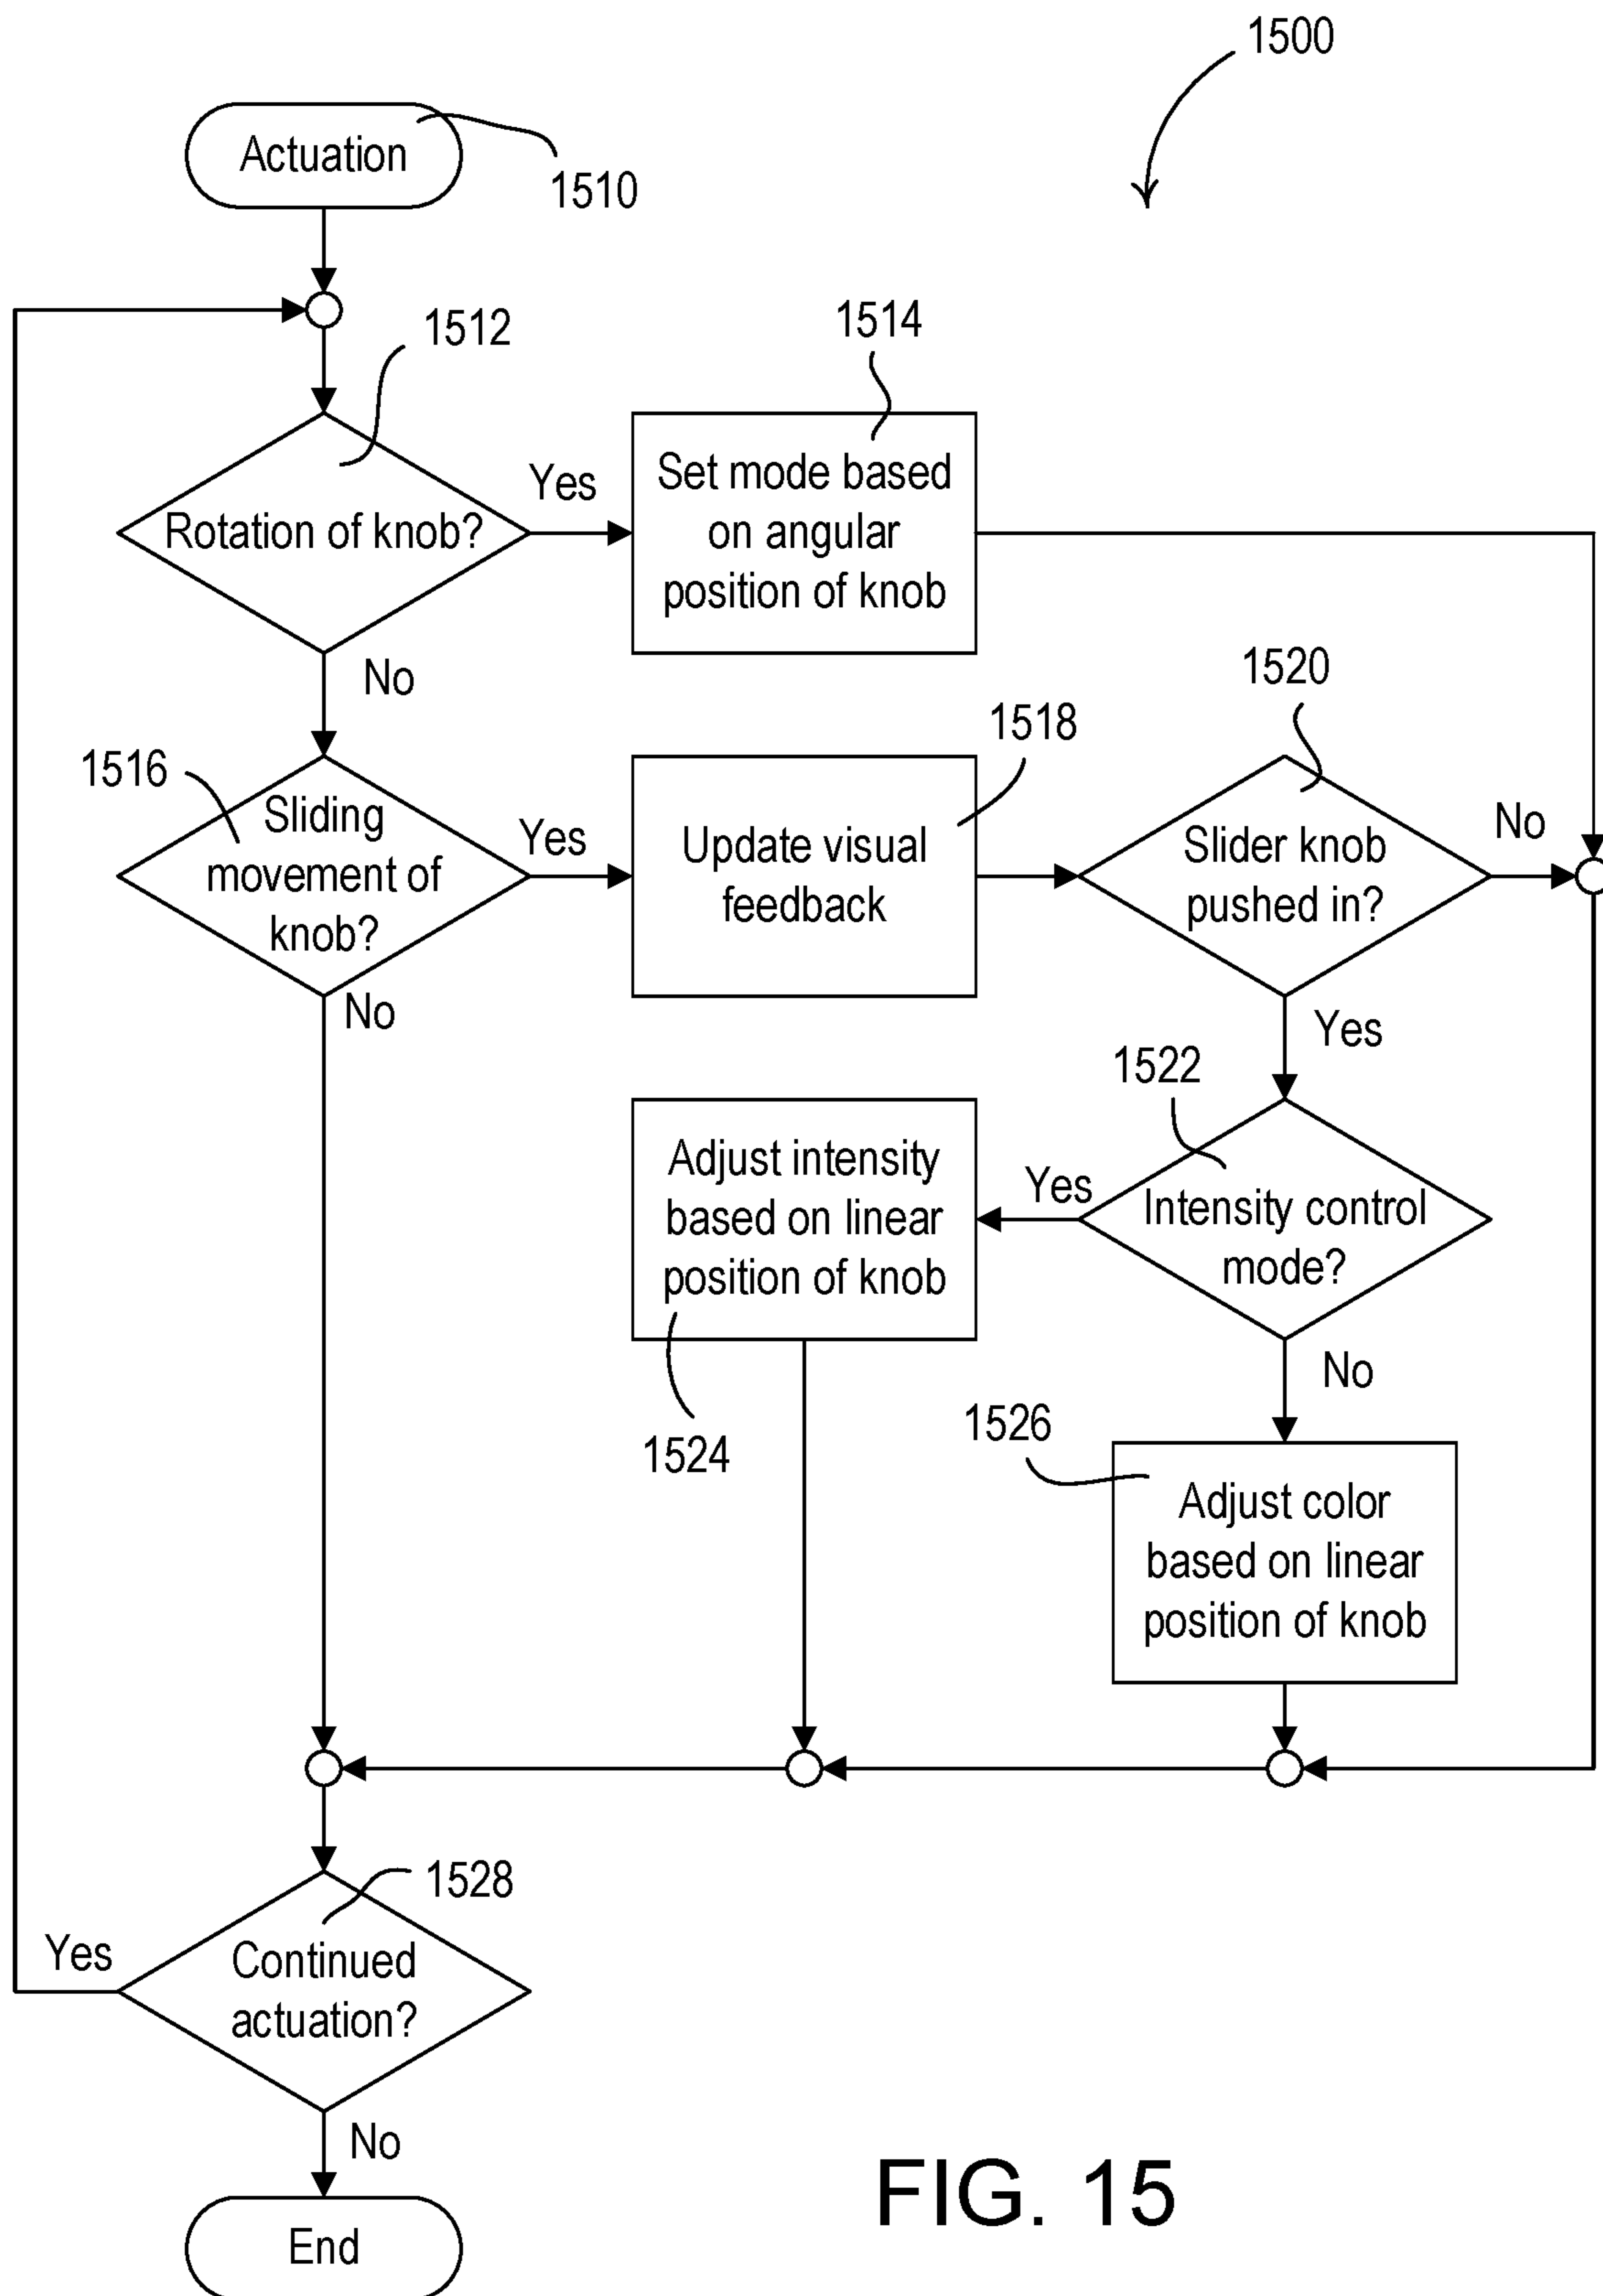 1500
Actuation
1510
1512
1514
Rotation of knob?
Yes
Set mode based
on angular
position of knob
No
1520
1516
1518
Sliding
movement of
knob?
Yes
Update visual
feedback
Slider knob
pushed in?
No
No
Yes
1522
Adjust intensity
based on linear
position of knob
Yes
Intensity control
mode?
No
1524
1526
Adjust color
based on linear
position of knob
1528
Yes
Continued
actuation?
No
End
FIG. 15